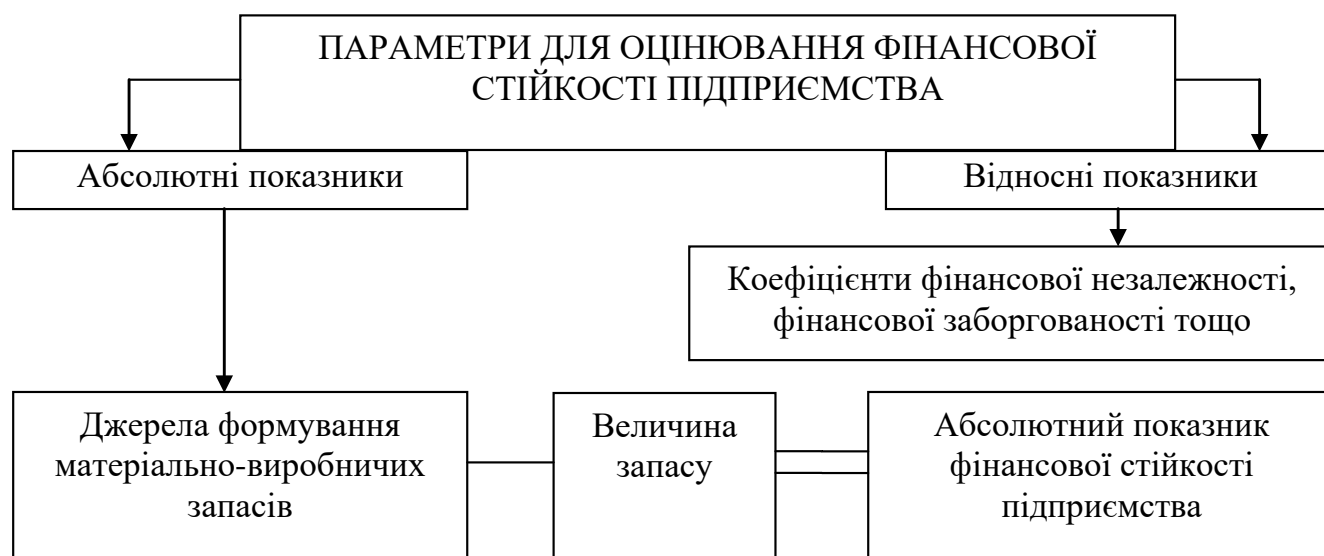 ПАРАМЕТРИ ДЛЯ ОЦІНЮВАННЯ ФІНАНСОВОЇ
СТІЙКОСТІ ПІДПРИЄМСТВА
Абсолютні показники
Відносні показники
Коефіцієнти фінансової незалежності,
фінансової заборгованості тощо
Джерела формування
матеріально-виробничих
запасів
Величина
запасу
Абсолютний показник
фінансової стійкості
підприємства